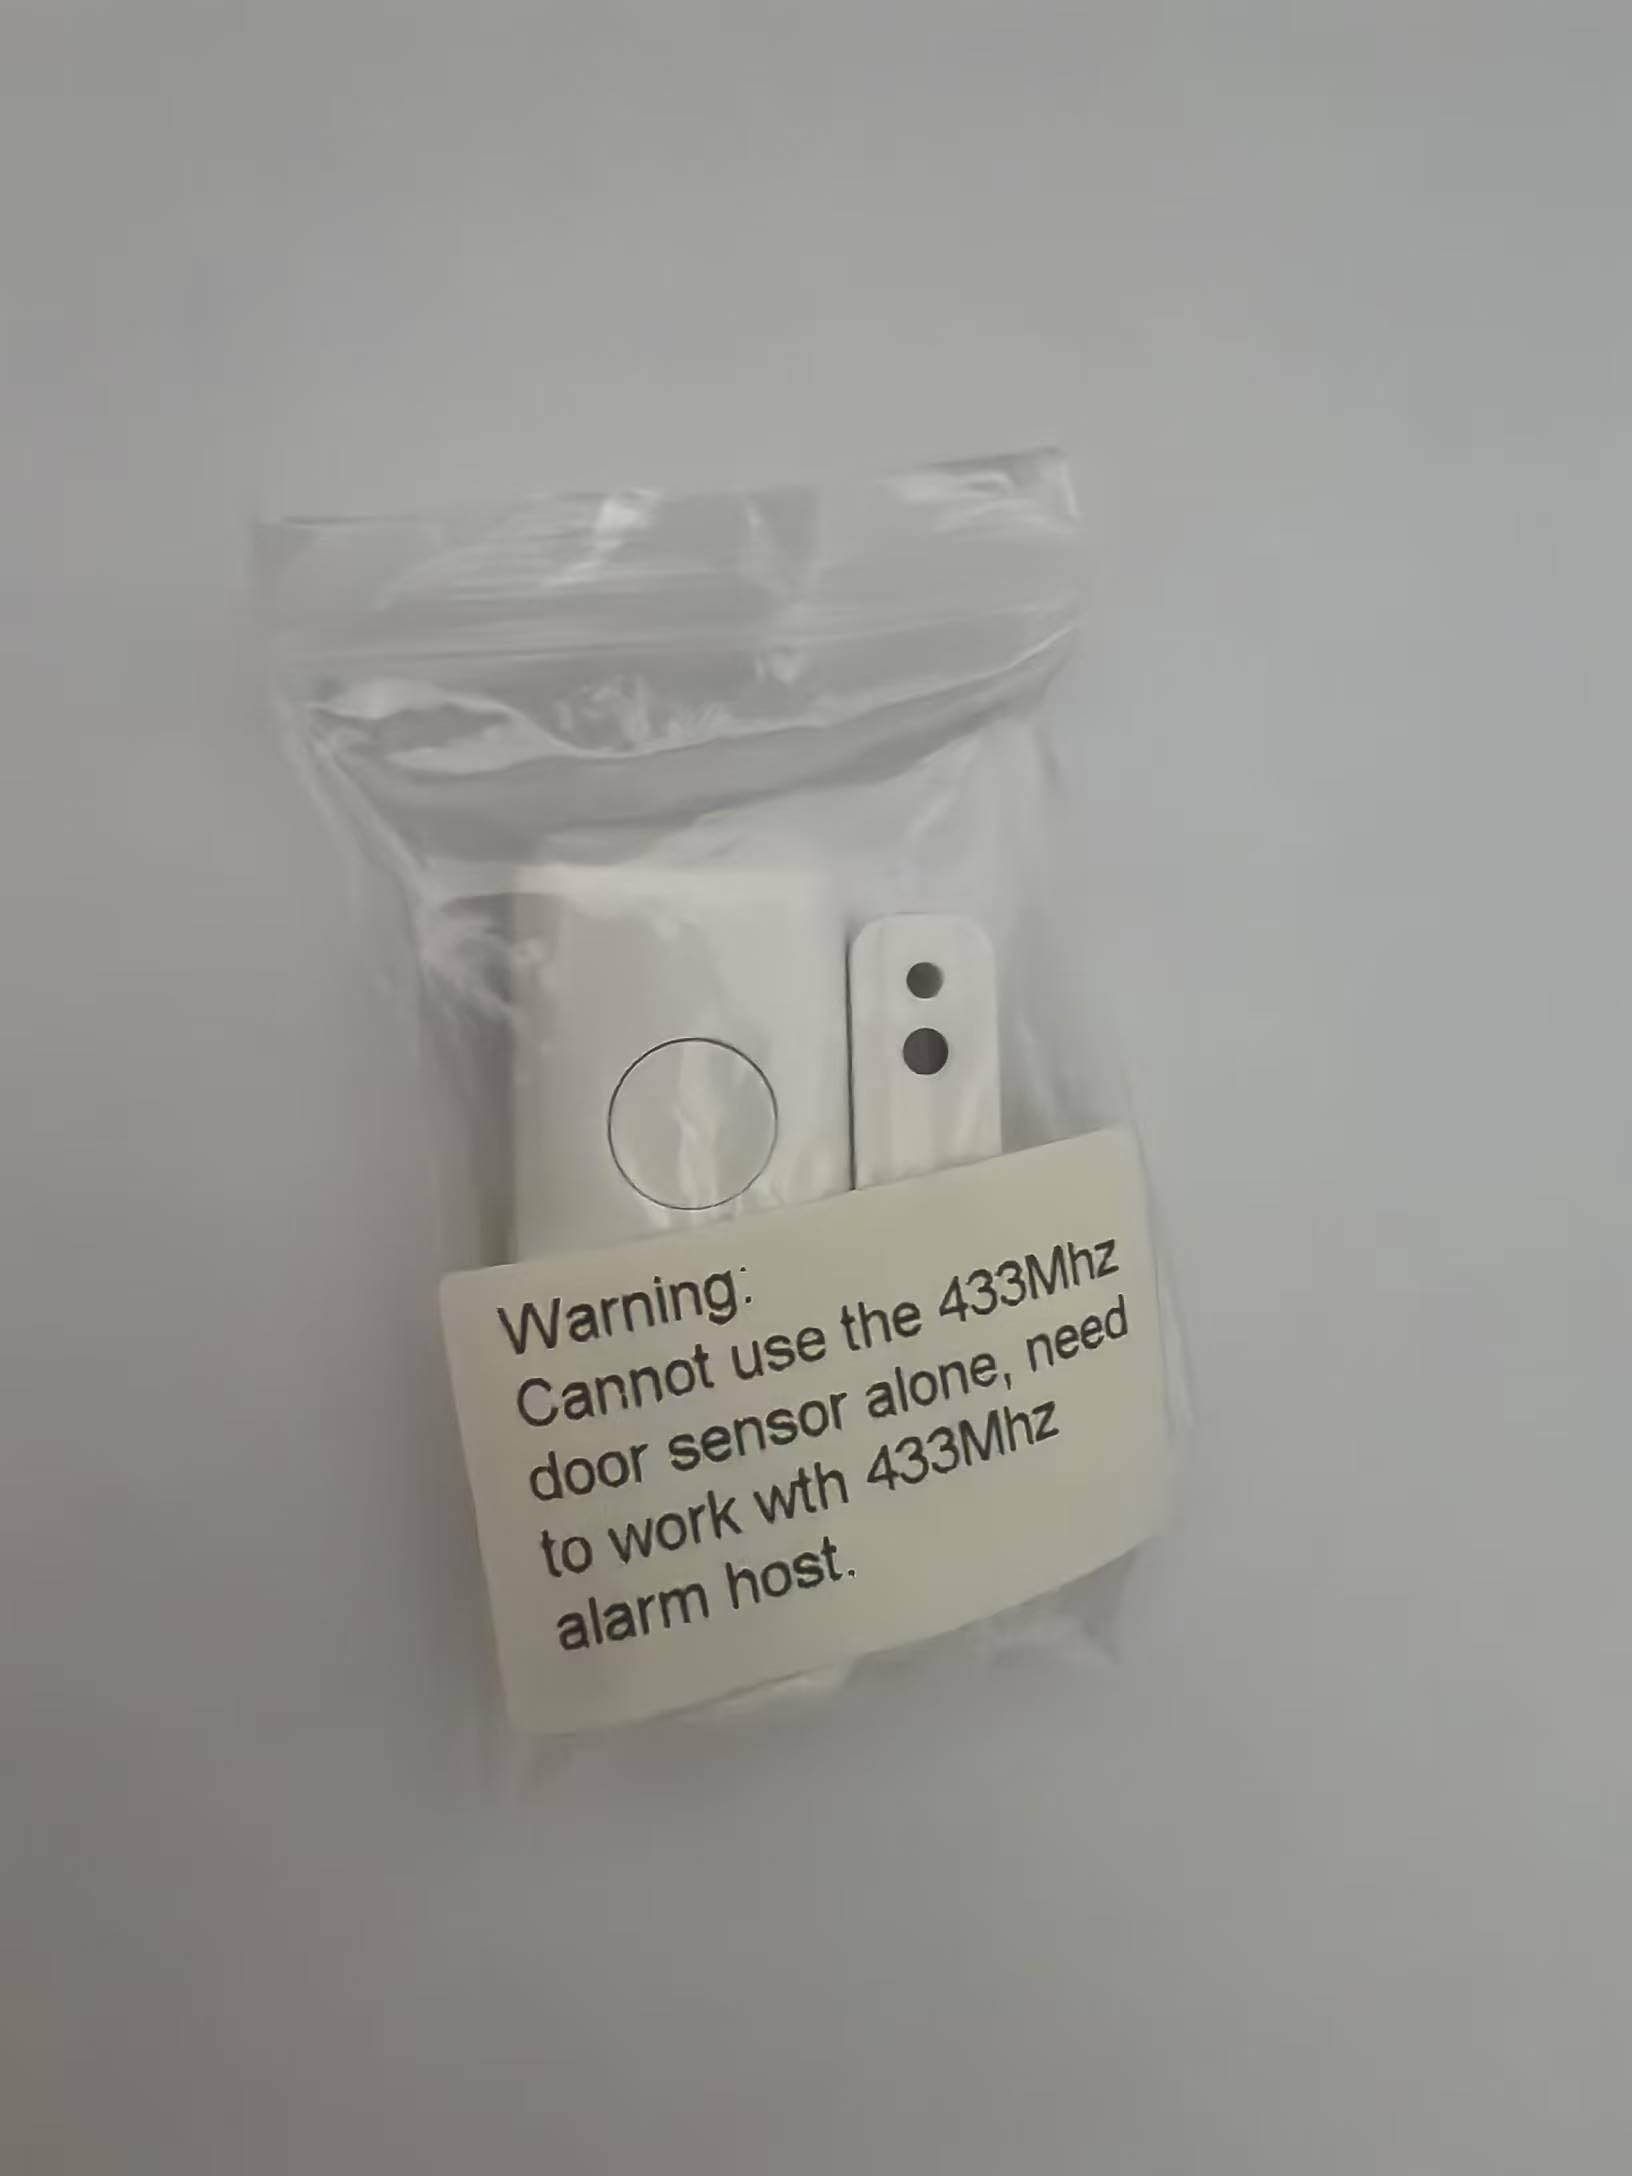 Warning:
Cannot use the 433Mhz
door sensor alone, need
to work wth 433Mhz
alarm host.